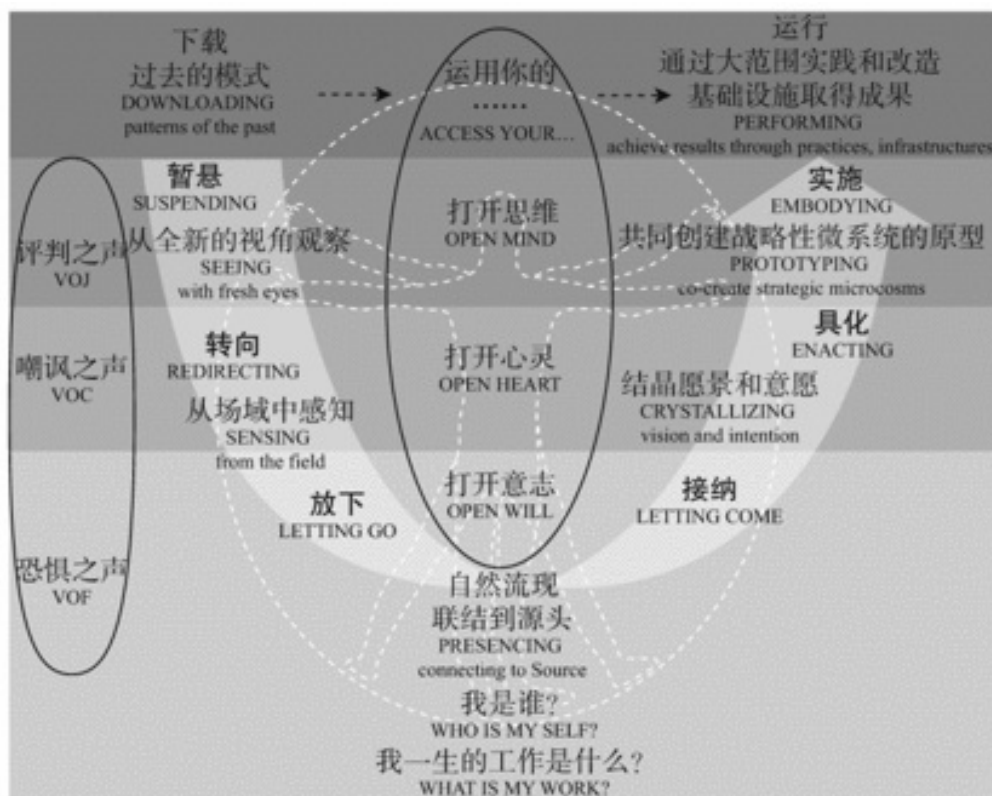 下载
过去的模式
DOWNLOADING
patterns of the past
运用你的
……
ACCESS YOUR…
运行
通过大范围实践和改造
基础设施取得成果
PERFORMING
achieve results through practices, infrastructures
评判之声
VOJ
暂悬
SUSPENDING
从全新的视角观察
SEEJNG
with fresh eyes
打开思维
OPEN MIND
实施
EMBODYING
共同创建战略性微系统的原型
PROTOTYPING
co-create strategic microcosms
嘲讽之声
VOC
转向
REDIRECTING
从场域中感知
SENSING
from the field
打开心灵
OPEN HEART
具化
ENACTING
结晶愿景和意愿
CRYSTALLIZING
vision and intention
恐惧之声
VOF
放下
LETTING GO
打开意志
OPEN WILL
接纳
LETTING COME
自然流现
联结到源头
PRESENCING
connecting to Source
我是谁?
WHO IS MY SELF?
我一生的工作是什么?
WHAT IS MY WORK?